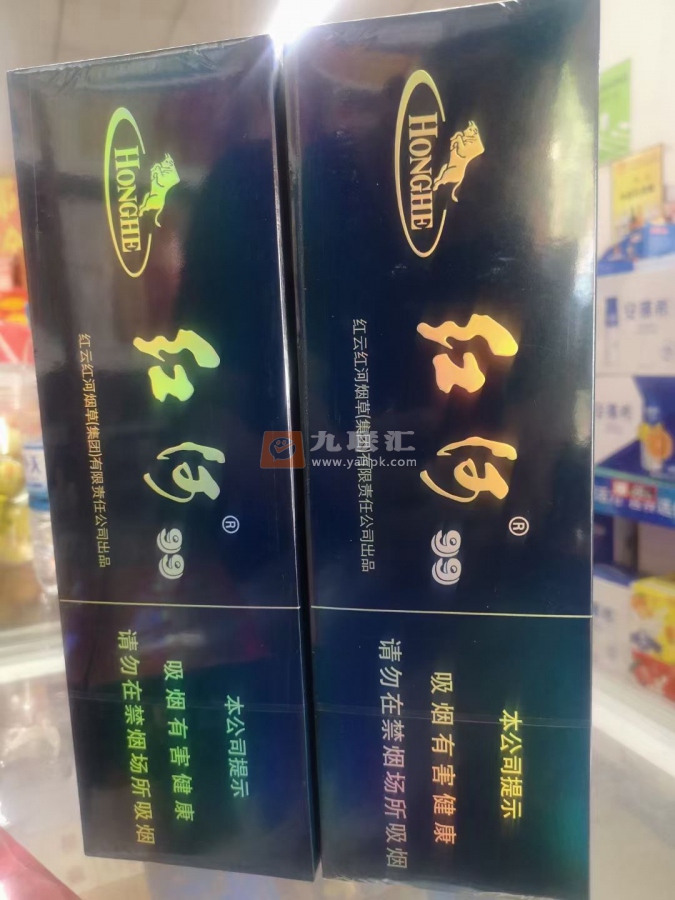 HONGHE
红河®
99
红云红河烟草(集团)有限责任公司出品
本公司提示
吸烟有害健康
请勿在禁烟场所吸烟
HONGHE
红河®
99
红云红河烟草(集团)有限责任公司出品
本公司提示
吸烟有害健康
请勿在禁烟场所吸烟
九联汇
www.yanpk.com